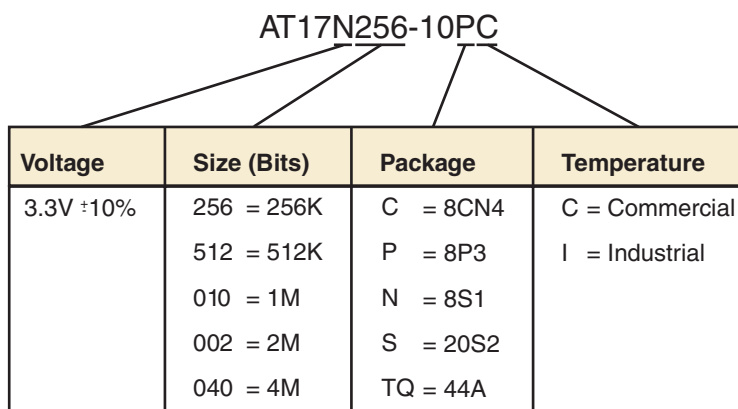 AT17N256-10PC
Voltage Size (Bits) Package Temperature
3.3V ±10% 256 = 256K C = 8CN4 C = Commercial
512 = 512K P = 8P3 I = Industrial
010 = 1M N = 8S1
002 = 2M S = 20S2
040 = 4M TQ = 44A